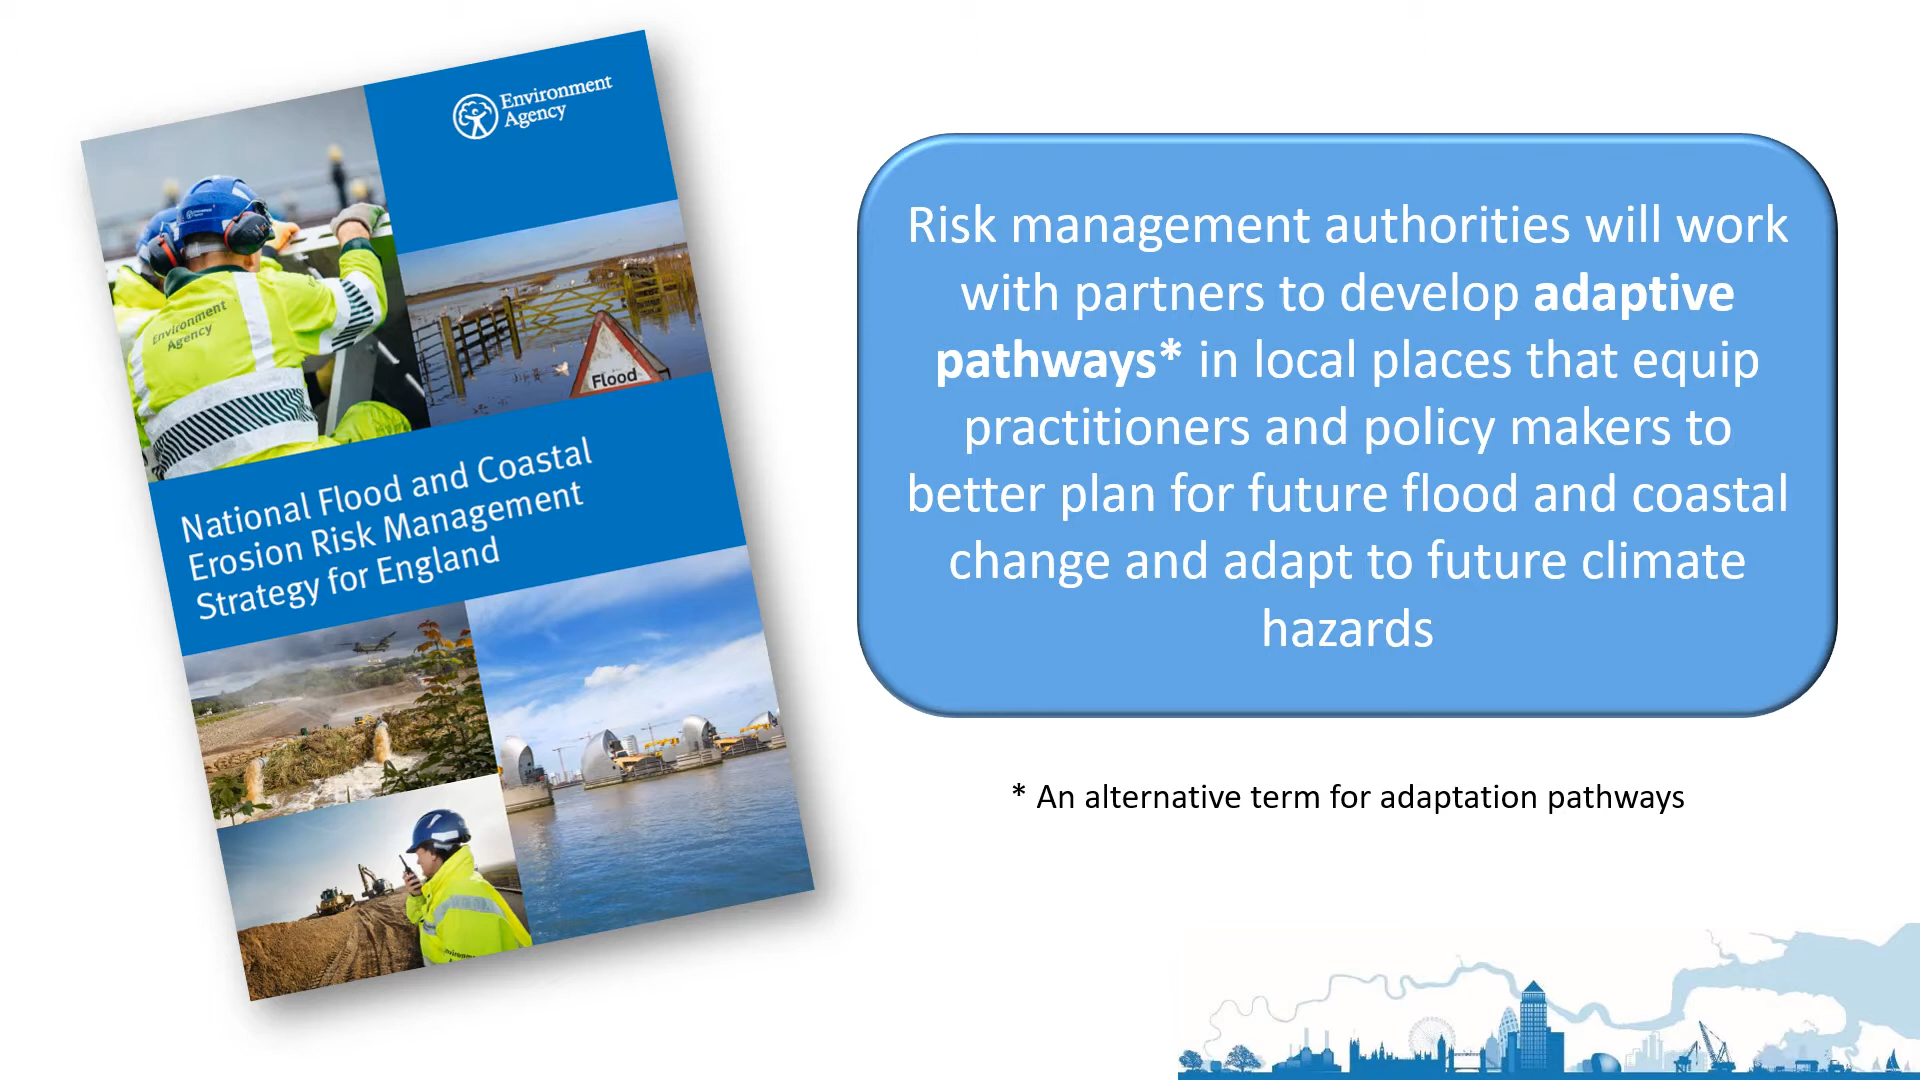 Environment
Agency
Environment
Agency
Flood
National Flood and Coastal
Erosion Risk Management
Strategy for England
Risk management authorities will work
with partners to develop adaptive
pathways* in local places that equip
practitioners and policy makers to
better plan for future flood and coastal
change and adapt to future climate
hazards
* An alternative term for adaptation pathways